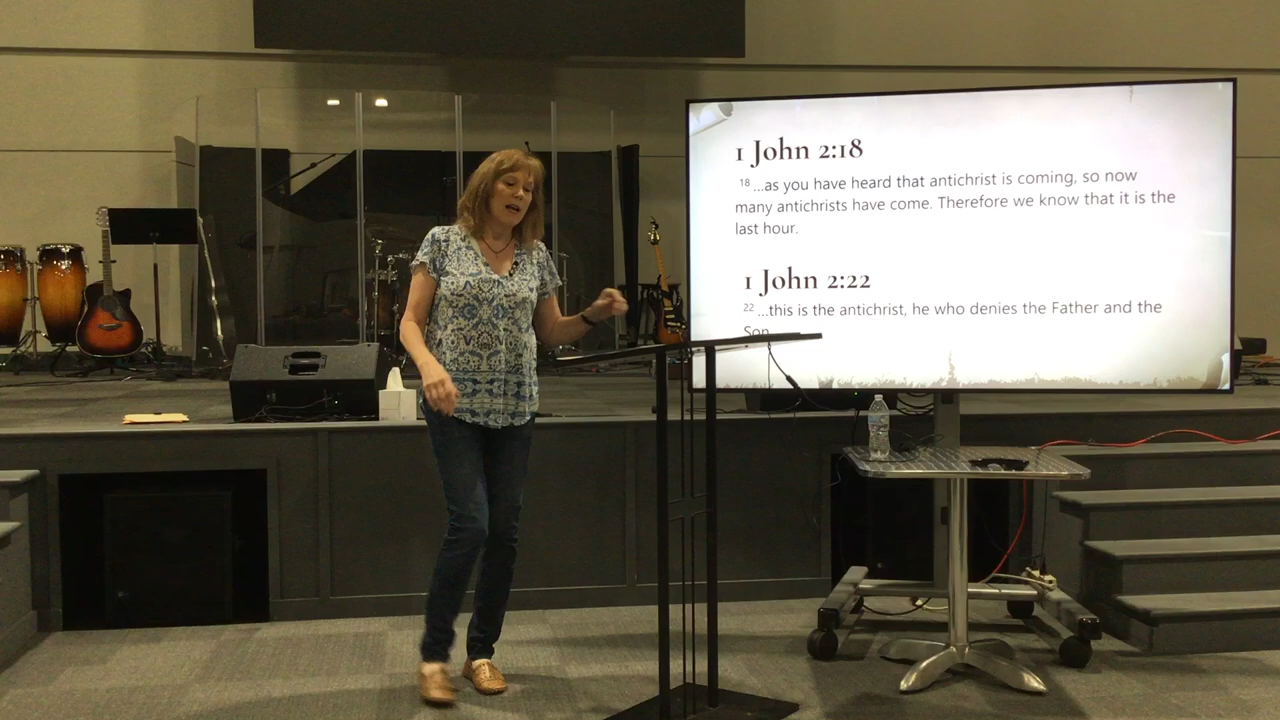 1 John 2:18
18 ...as you have heard that antichrist is coming, so now
many antichrists have come. Therefore we know that it is the
last hour.
1 John 2:22
22 ...this is the antichrist, he who denies the Father and the
Son